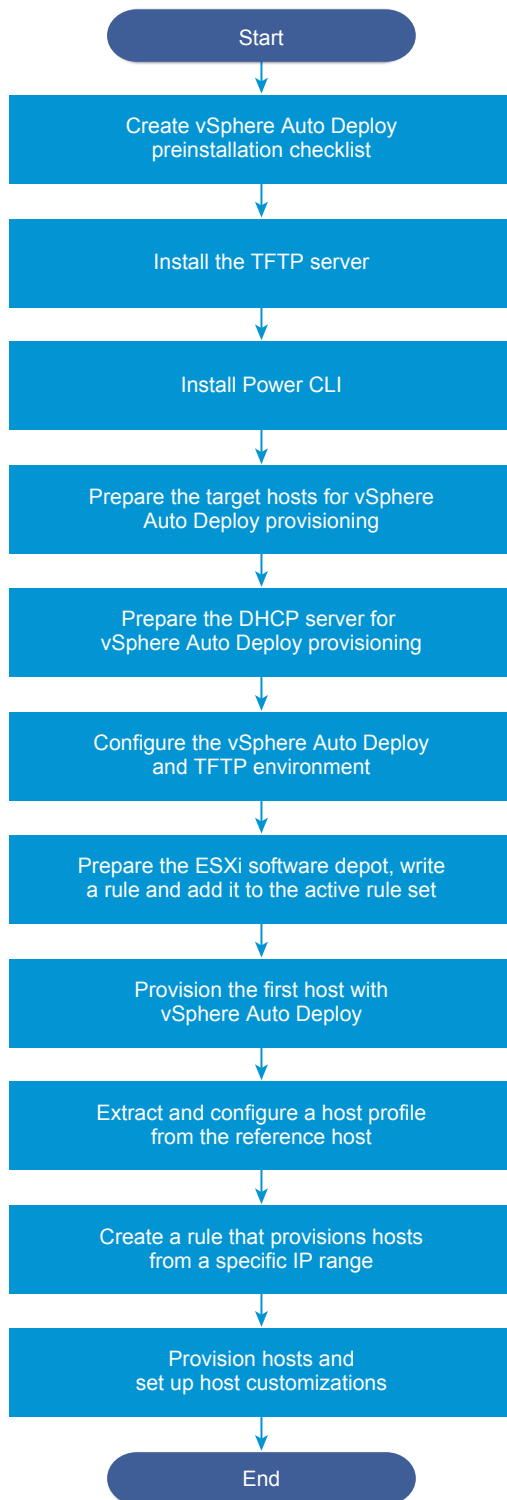 Start
Create vSphere Auto Deploy
preinstallation checklist
Install the TFTP server
Install Power CLI
Prepare the target hosts for vSphere
Auto Deploy provisioning
Prepare the DHCP server for
vSphere Auto Deploy provisioning
Configure the vSphere Auto Deploy
and TFTP environment
Prepare the ESXi software depot, write
a rule and add it to the active rule set
Provision the first host with
vSphere Auto Deploy
Extract and configure a host profile
from the reference host
Create a rule that provisions hosts
from a specific IP range
Provision hosts and
set up host customizations
End